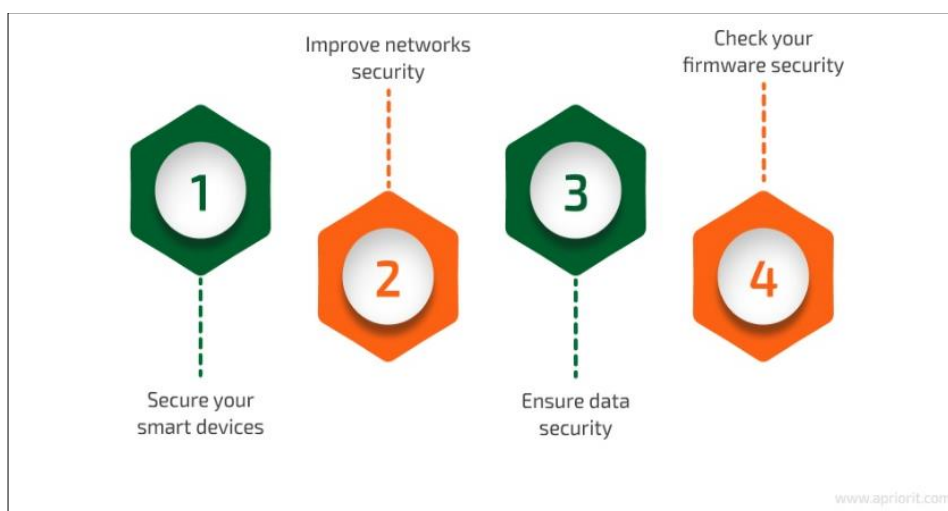 1
Secure your
smart devices
Improve networks
security
2
3
Ensure data
security
Check your
firmware security
4
www.apriorit.com